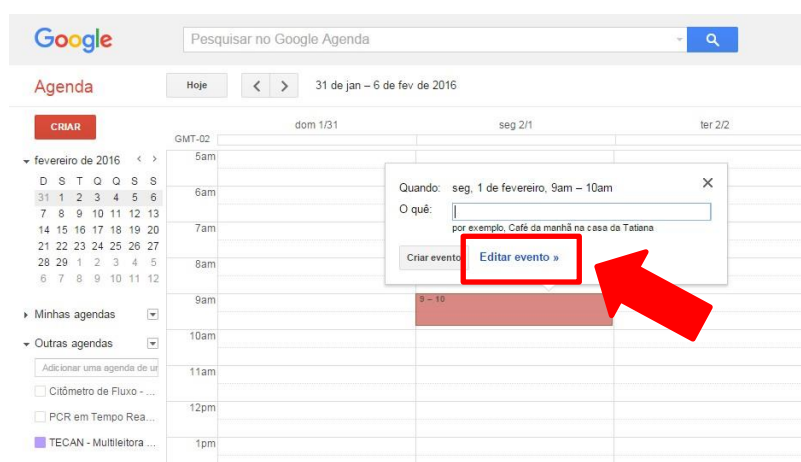 Google
Pesquisar no Google Agenda
Agenda
Hoje
31 de jan – 6 de fev de 2016
CRIAR
dom 1/31
seg 2/1
ter 2/2
GMT-02
fevereiro de 2016
D S T Q Q S S
31 1 2 3 4 5 6
7 8 9 10 11 12 13
14 15 16 17 18 19 20
21 22 23 24 25 26 27
28 29 1 2 3 4 5
6 7 8 9 10 11 12
Minhas agendas
Outras agendas
Adicionar uma agenda de
Citômetro de Fluxo - ...
PCR em Tempo Rea...
TECAN - Multileitora ...
5am
6am
7am
8am
9am
10am
11am
12pm
1pm
Quando: seg, 1 de fevereiro, 9am – 10am
O quê:
por exemplo, Café da manhã na casa da Tatiana
Criar evento
Editar evento »
9 – 10